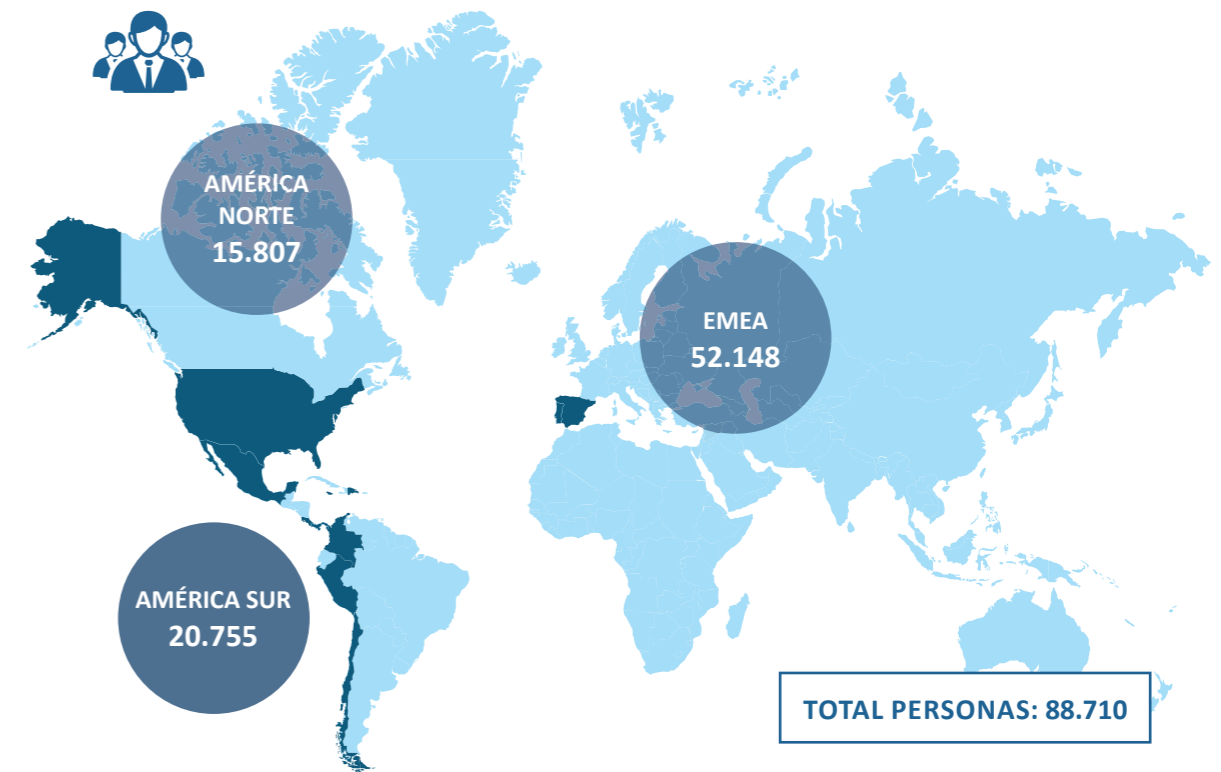 AMÉRICA
NORTE
15.807
EMEA
52.148
AMÉRICA SUR
20.755
TOTAL PERSONAS: 88.710